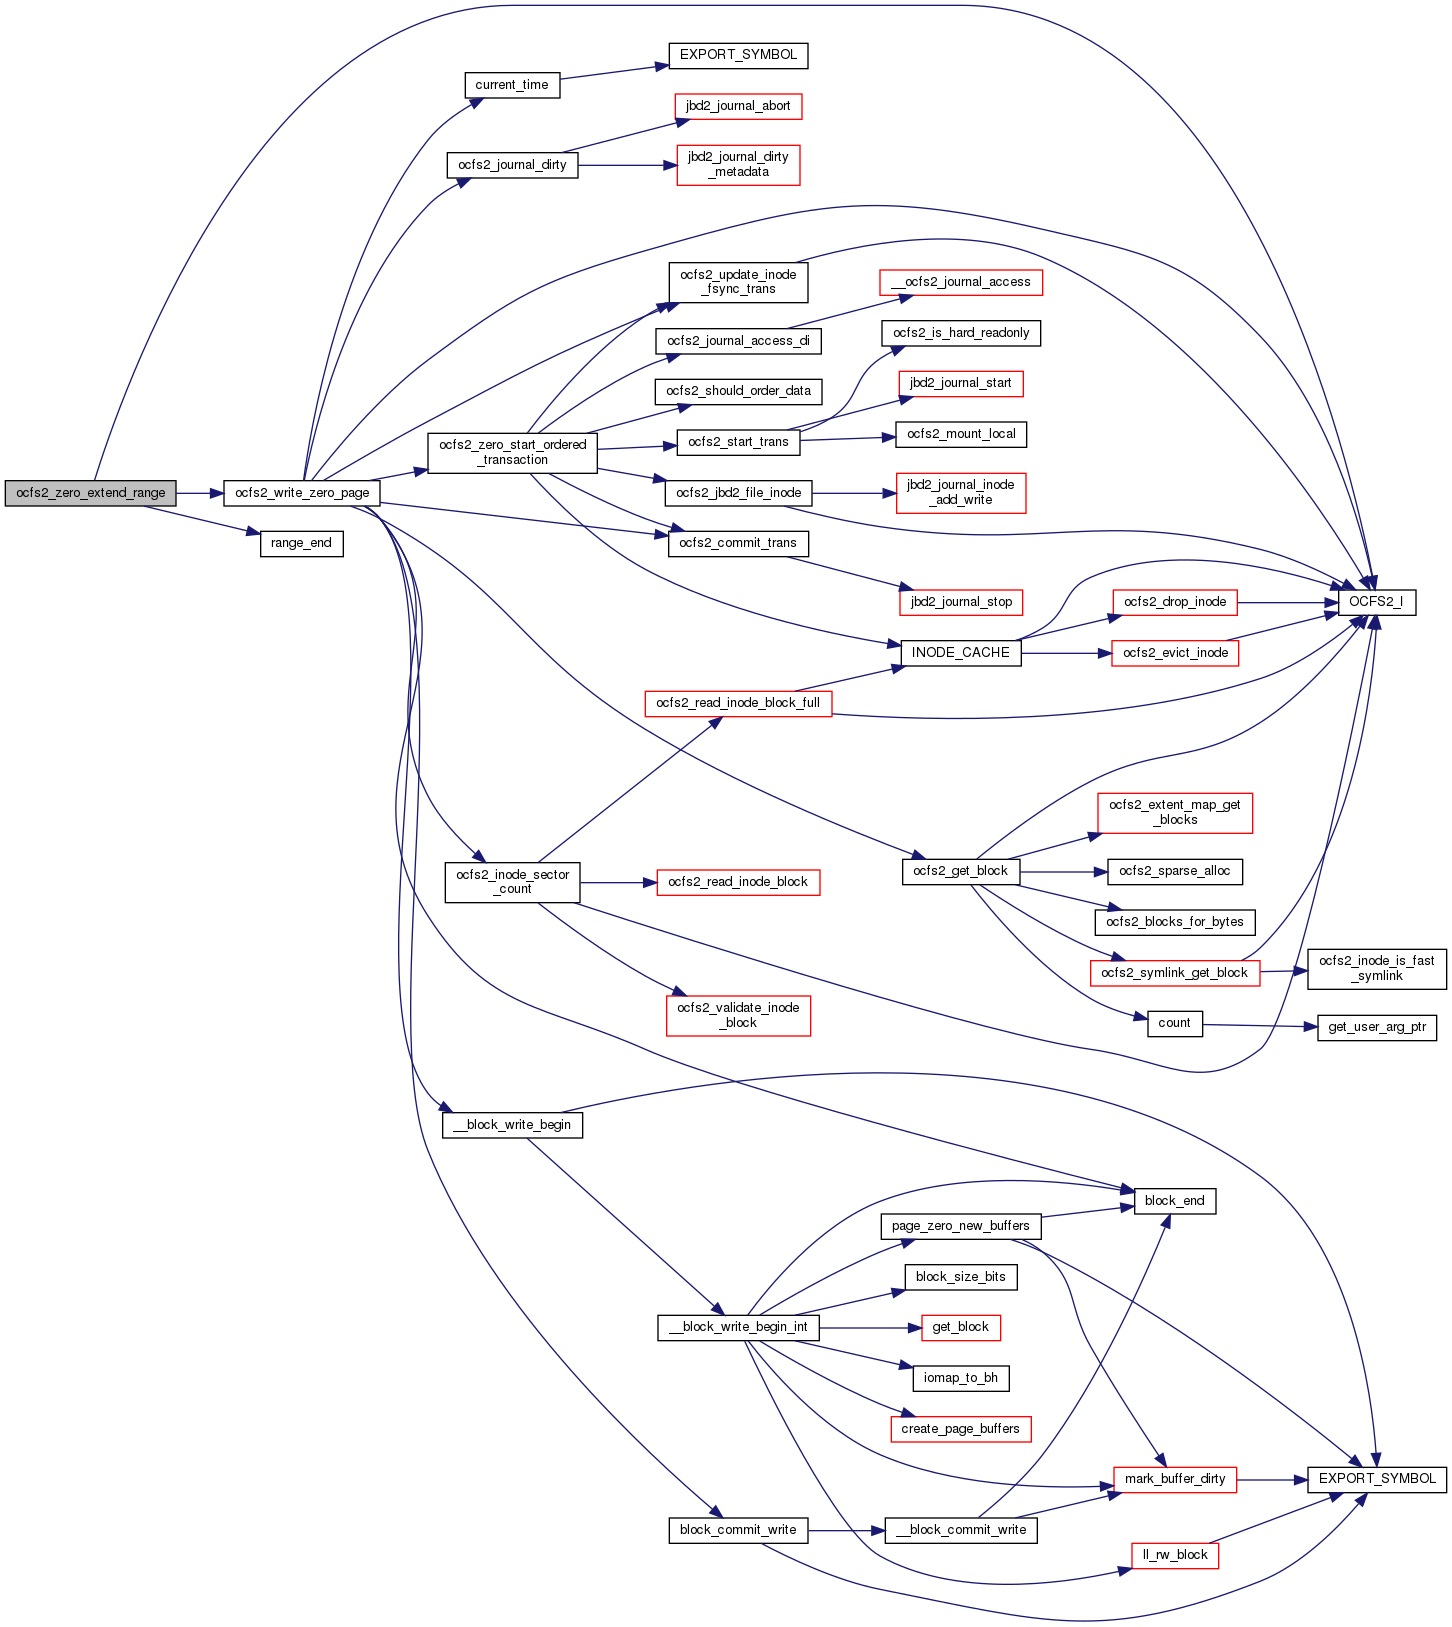 EXPORT_SYMBOL
current_time
jbd2_journal_abort
ocfs2_journal_dirty
jbd2_journal_dirty
_metadata
ocfs2_update_inode
_fsync_trans
__ocfs2_journal_access
ocfs2_journal_access_di
ocfs2_is_hard_readonly
ocfs2_should_order_data
jbd2_journal_start
ocfs2_zero_start_ordered
_transaction
ocfs2_start_trans
ocfs2_mount_local
ocfs2_zero_extend_range
ocfs2_write_zero_page
ocfs2_jbd2_file_inode
jbd2_journal_inode
_add_write
range_end
ocfs2_commit_trans
jbd2_journal_stop
ocfs2_drop_inode
OCFS2_I
INODE_CACHE
ocfs2_evict_inode
ocfs2_read_inode_block_full
ocfs2_extent_map_get
_blocks
ocfs2_inode_sector
_count
ocfs2_read_inode_block
ocfs2_get_block
ocfs2_sparse_alloc
ocfs2_blocks_for_bytes
ocfs2_symlink_get_block
ocfs2_inode_is_fast
_symlink
ocfs2_validate_inode
_block
count
get_user_arg_ptr
__block_write_begin
block_end
page_zero_new_buffers
block_size_bits
__block_write_begin_int
get_block
iomap_to_bh
create_page_buffers
mark_buffer_dirty
EXPORT_SYMBOL
block_commit_write
__block_commit_write
ll_rw_block